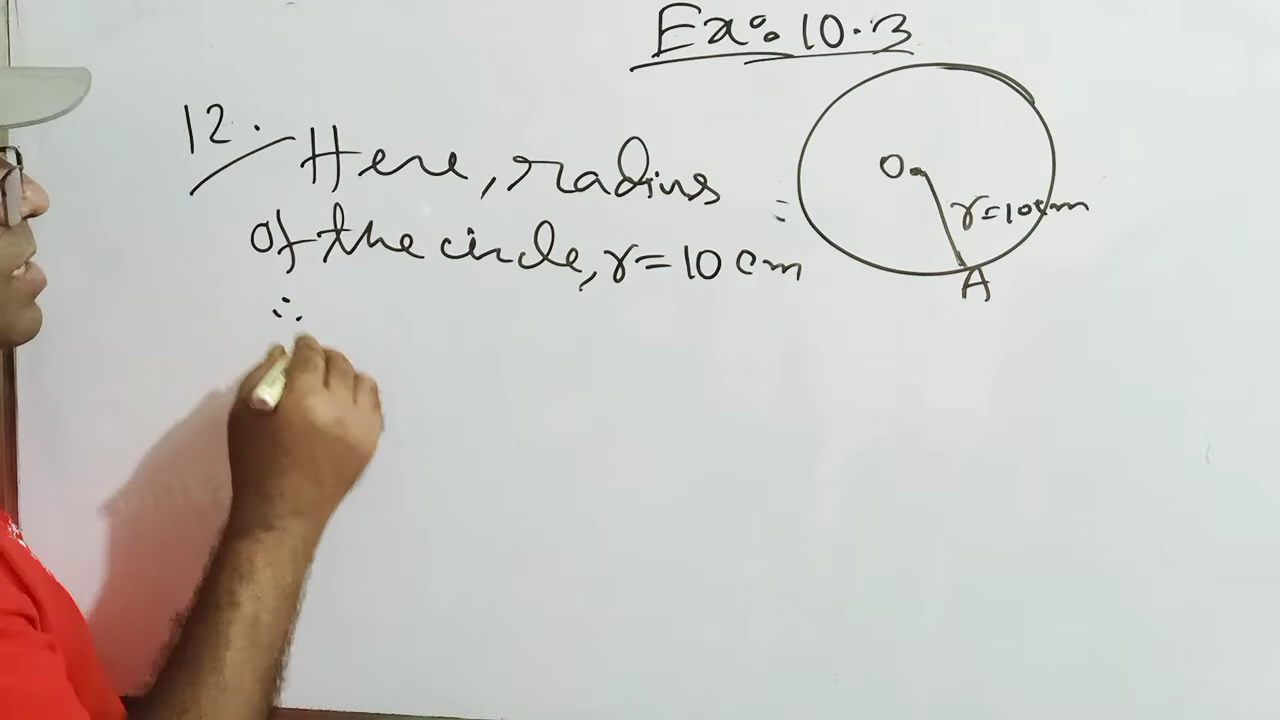 Ex: 10.3
12. Here, radius
of the circle, r = 10 cm
∴
O
r = 10 cm
A